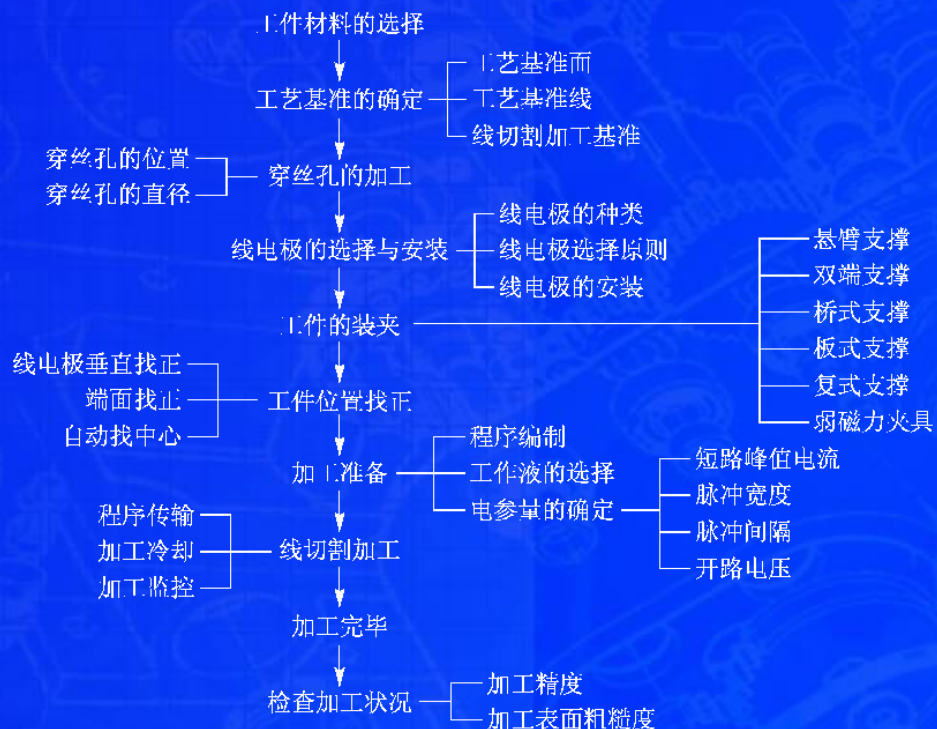 工件材料的选择
工艺基准的确定
工艺基准面
工艺基准线
线切割加工基准
穿丝孔的位置
穿丝孔的直径
穿丝孔的加工
线电极的选择与安装
线电极的种类
线电极选择原则
线电极的安装
工件的装夹
悬臂支撑
双端支撑
桥式支撑
板式支撑
复式支撑
弱磁力夹具
线电极垂直找正
端面找正
自动找中心
工件位置找正
加工准备
程序编制
工作液的选择
电参量的确定
短路峰值电流
脉冲宽度
脉冲间隔
开路电压
程序传输
加工冷却
加工监控
线切割加工
加工完毕
检查加工状况
加工精度
加工表面粗糙度